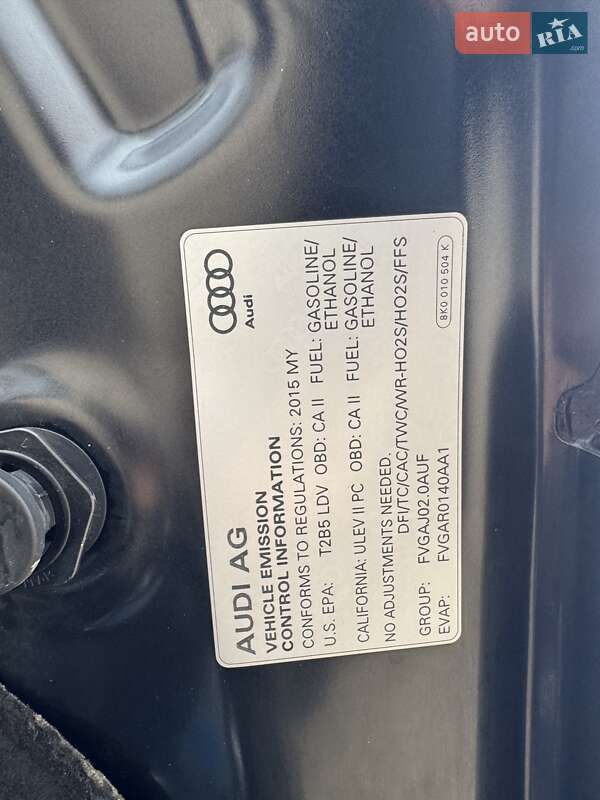 auto RIA .com
Audi
AUDI AG
VEHICLE EMISSION
CONTROL INFORMATION
CONFORMS TO REGULATIONS: 2015 MY
U.S. EPA: T2B5 LDV OBD: CA II FUEL: GASOLINE/
ETHANOL
CALIFORNIA: ULEV II PC OBD: CA II FUEL: GASOLINE/
ETHANOL
NO ADJUSTMENTS NEEDED.
DFI/TC/CAC/TWC/WR-HO2S/HO2S/FFS
GROUP: FVGAJ02.0AUF
EVAP: FVGAR0140AA1
8K0 010 504 K